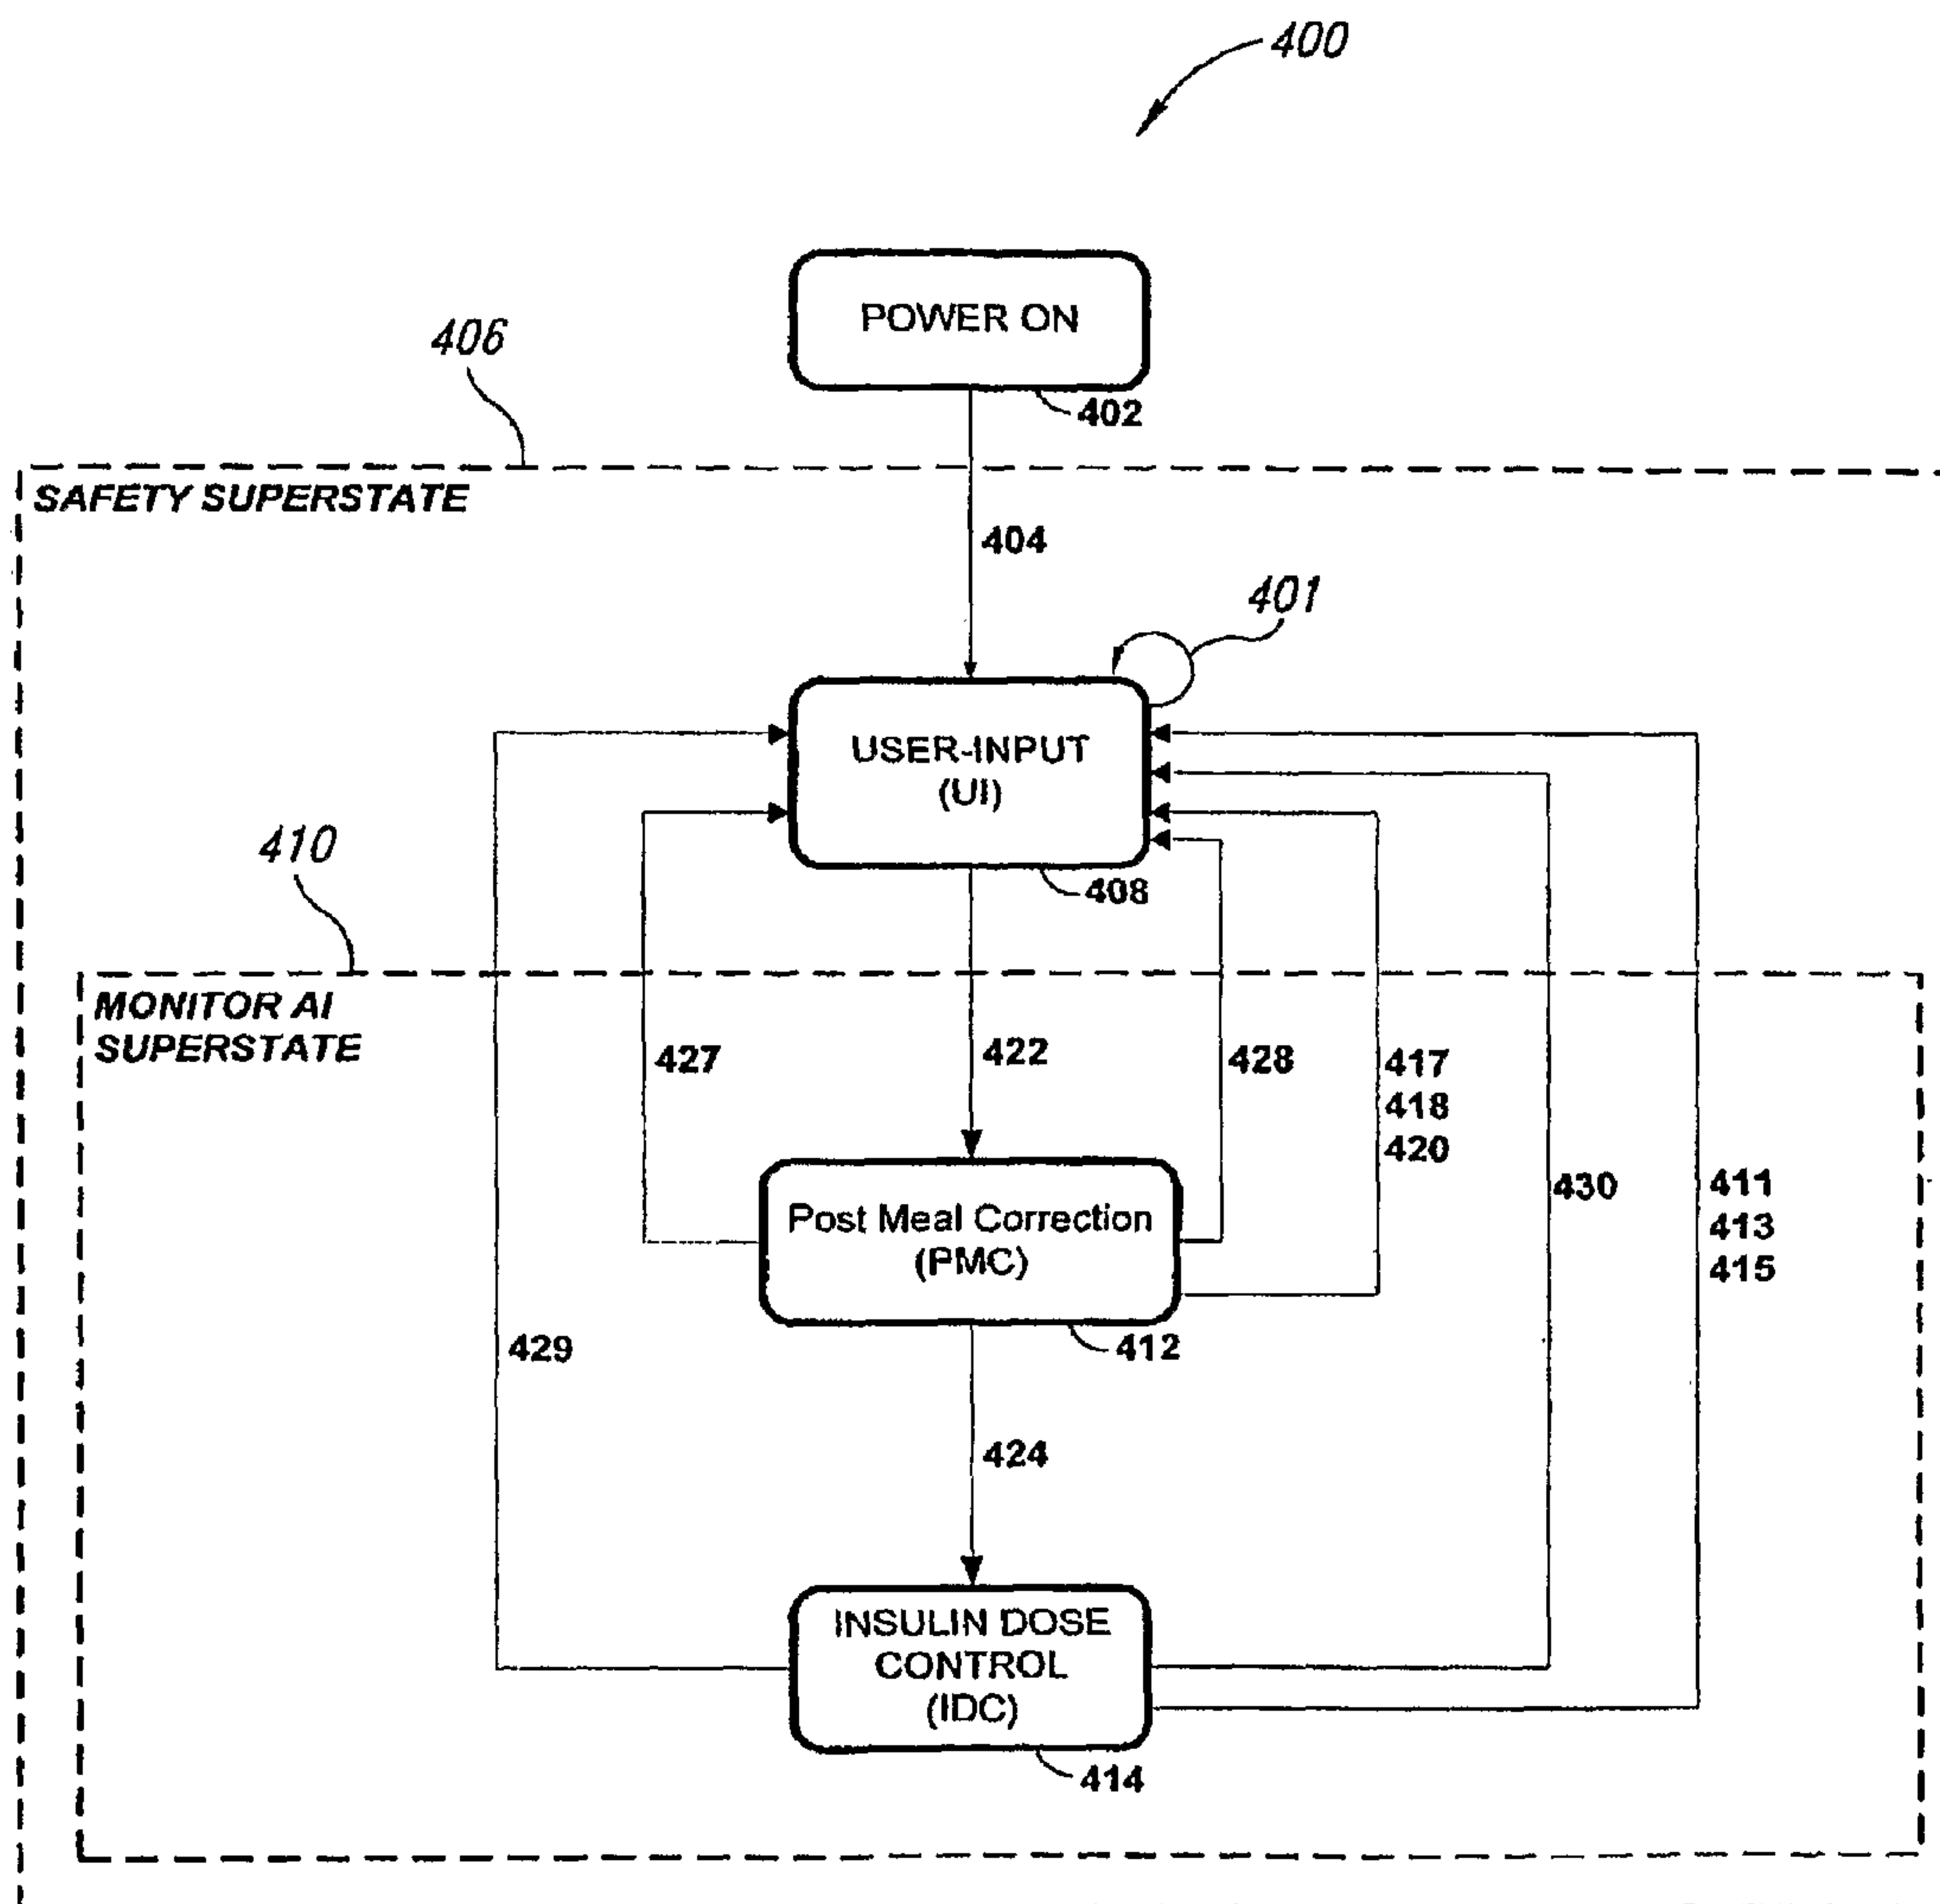 400
POWER ON
402
406
SAFETY SUPERSTATE
404
401
USER-INPUT
(UI)
408
410
MONITOR AI
SUPERSTATE
427
422
428
417
418
420
430
411
413
415
Post Meal Correction
(PMC)
412
429
424
INSULIN DOSE
CONTROL
(IDC)
414